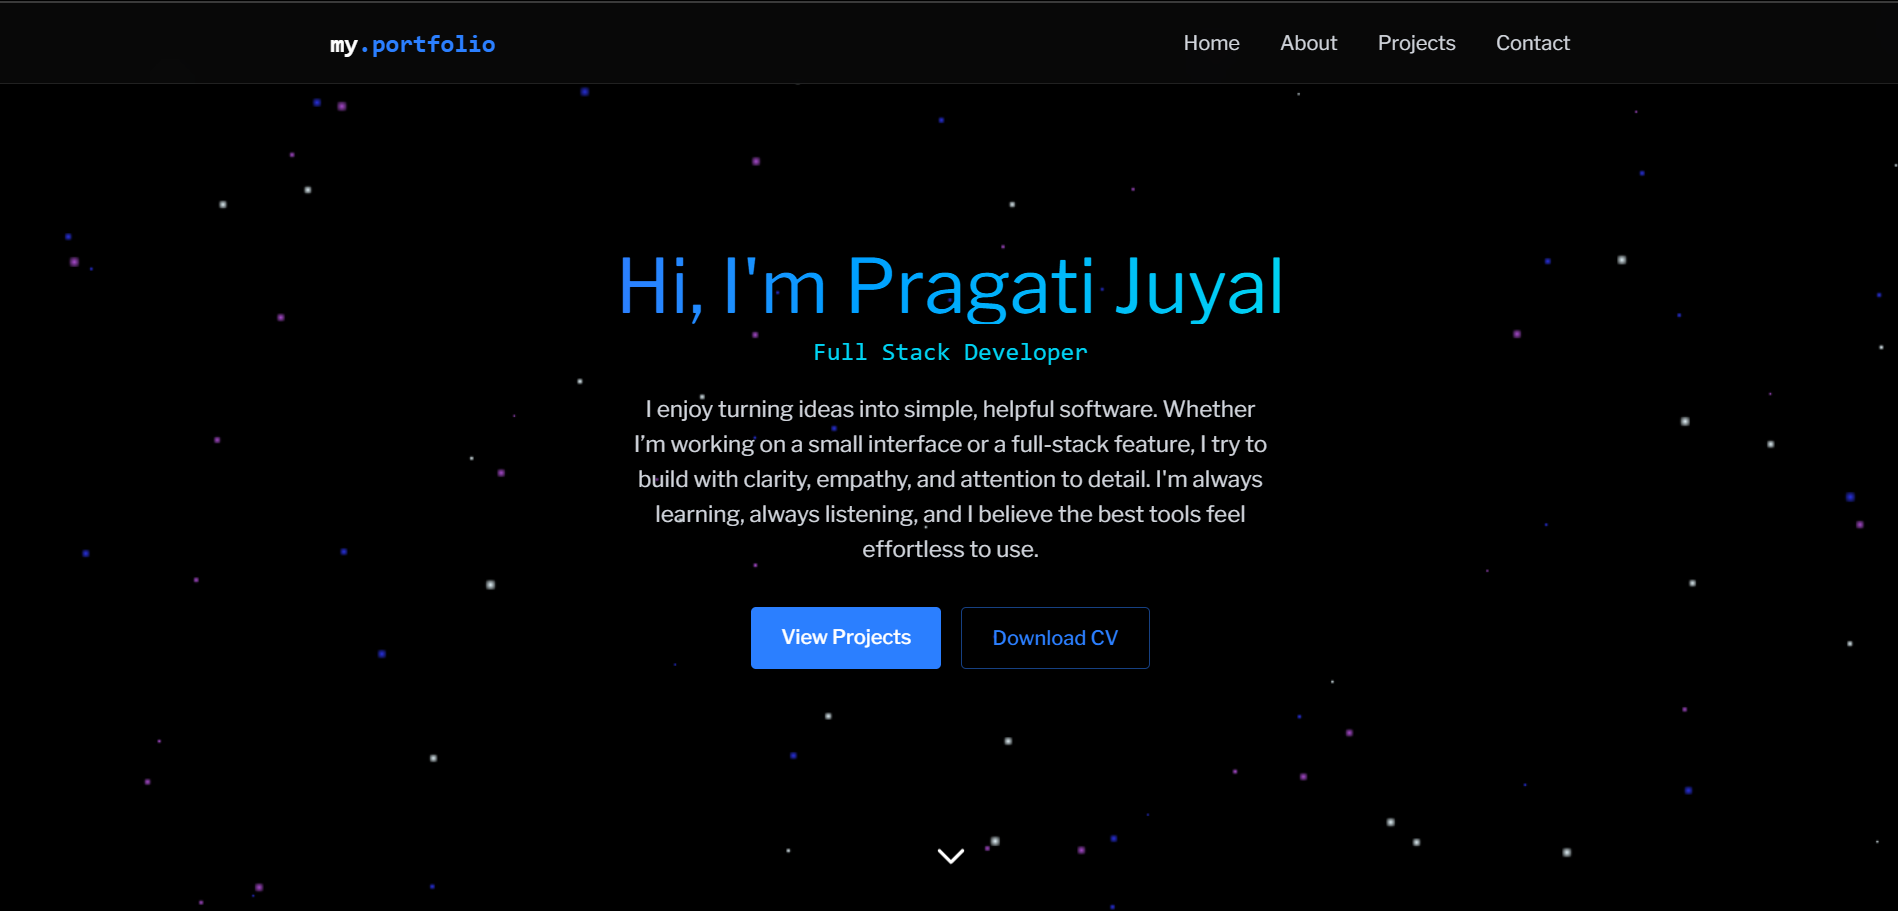 my.portfolio
Home About Projects Contact
Hi, I'm Pragati Juyal
Full Stack Developer
I enjoy turning ideas into simple, helpful software. Whether
I’m working on a small interface or a full-stack feature, I try to
build with clarity, empathy, and attention to detail. I'm always
learning, always listening, and I believe the best tools feel
effortless to use.
View Projects Download CV